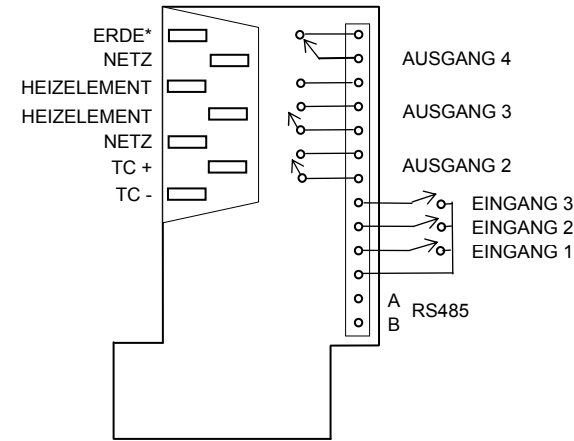 ERDE*
NETZ
HEIZELEMENT
HEIZELEMENT
NETZ
TC +
TC -
AUSGANG 4
AUSGANG 3
AUSGANG 2
EINGANG 3
EINGANG 2
EINGANG 1
A
B
RS485